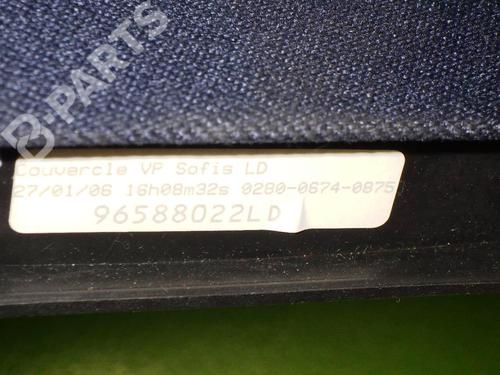 B-PARTS
Couvercle VP Sofis LD
27/01/06 16h08m32s 0280-0674-0875
96588022LD